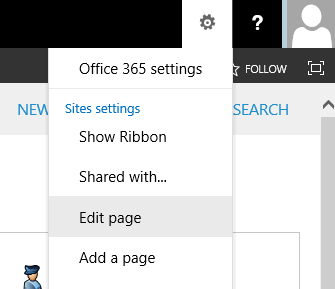 ?
Office 365 settings
FOLLOW
Sites settings
NEW
SEARCH
Show Ribbon
Shared with...
Edit page
Add a page